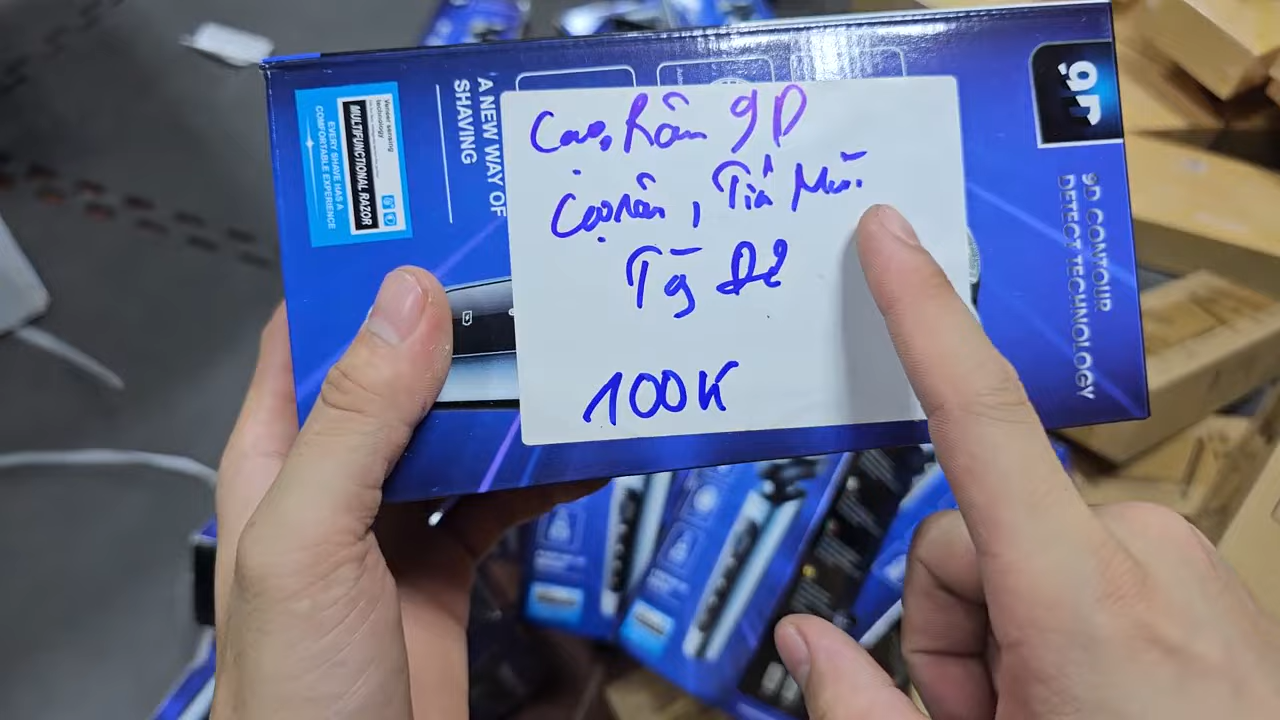 Cạo Râu 9D
Cạo Râu, Tỉa Mũi
Tg Đề
100K
A NEW WAY OF
SHAVING
MULTIFUNCTIONAL RAZOR
EVERY SHAVE HAS A
COMFORTABLE EXPERIENCE
9D
9D CONTOUR
DETECT TECHNOLOGY